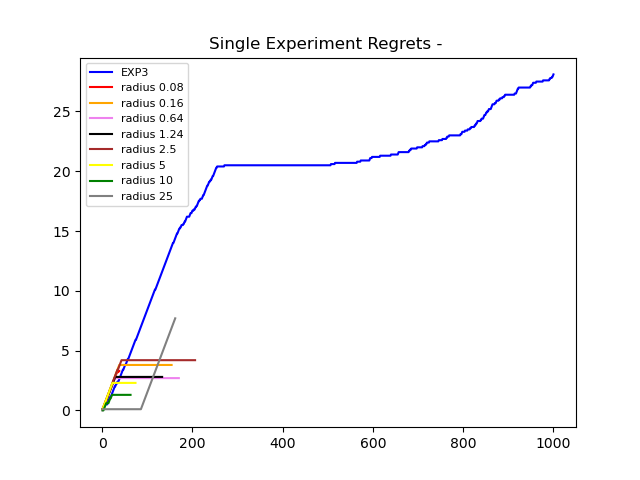 Single Experiment Regrets -
EXP3
radius 0.08
radius 0.16
radius 0.64
radius 1.24
radius 2.5
radius 5
radius 10
radius 25
25
20
15
10
5
0
0 200 400 600 800 1000